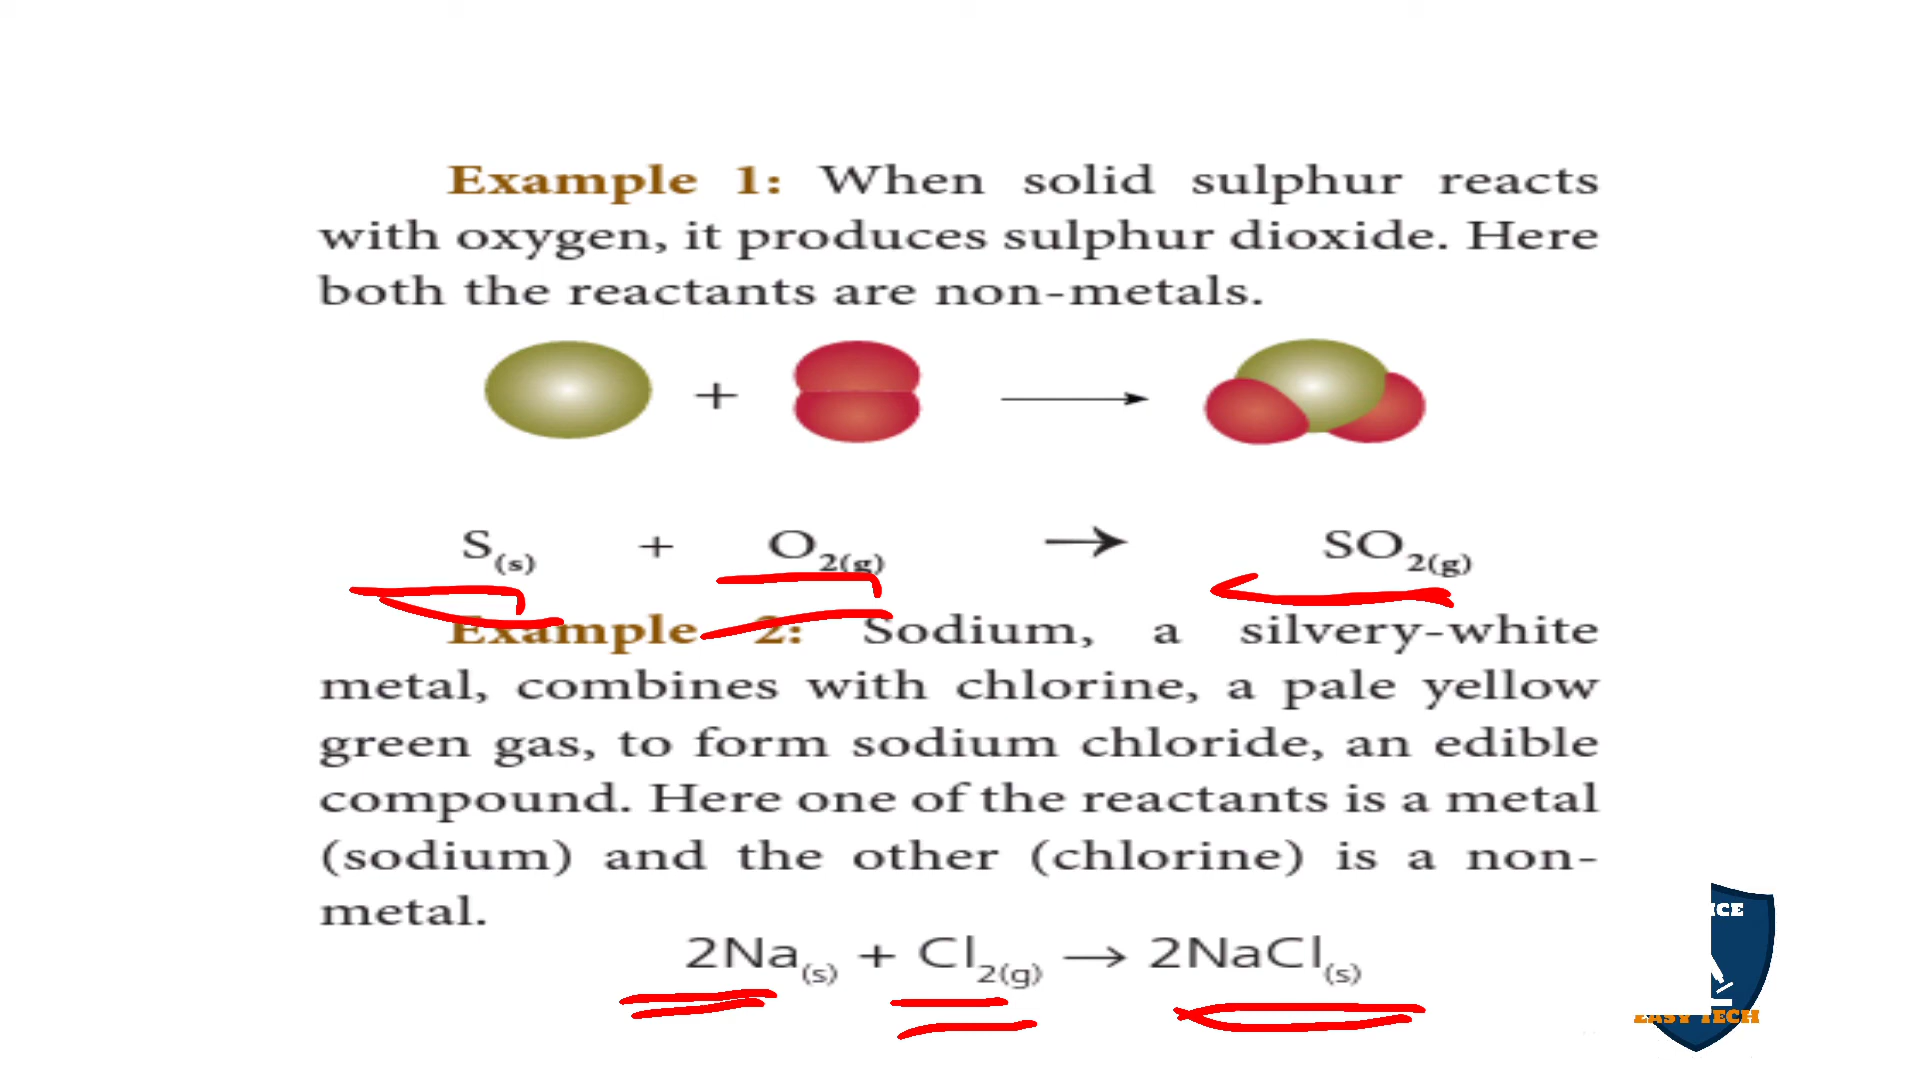 Example 1: When solid sulphur reacts
with oxygen, it produces sulphur dioxide. Here
both the reactants are non-metals.
+ →
S(s) + O2(g) → SO2(g)
Example 2: Sodium, a silvery-white
metal, combines with chlorine, a pale yellow
green gas, to form sodium chloride, an edible
compound. Here one of the reactants is a metal
(sodium) and the other (chlorine) is a non-
metal.
2Na(s) + Cl2(g) → 2NaCl(s)
EASY TECH